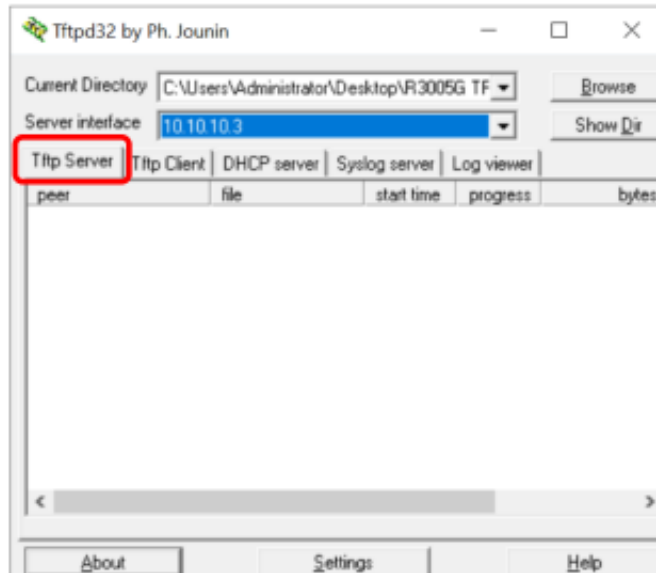 Tftpd32 by Ph. Jounin
Current Directory C:\Users\Administrator\Desktop\R3005G TF Browse
Server interface 10.10.10.3 Show Dir
Tftp Server Tftp Client DHCP server Syslog server Log viewer
peer file start time progress bytes
About Settings Help